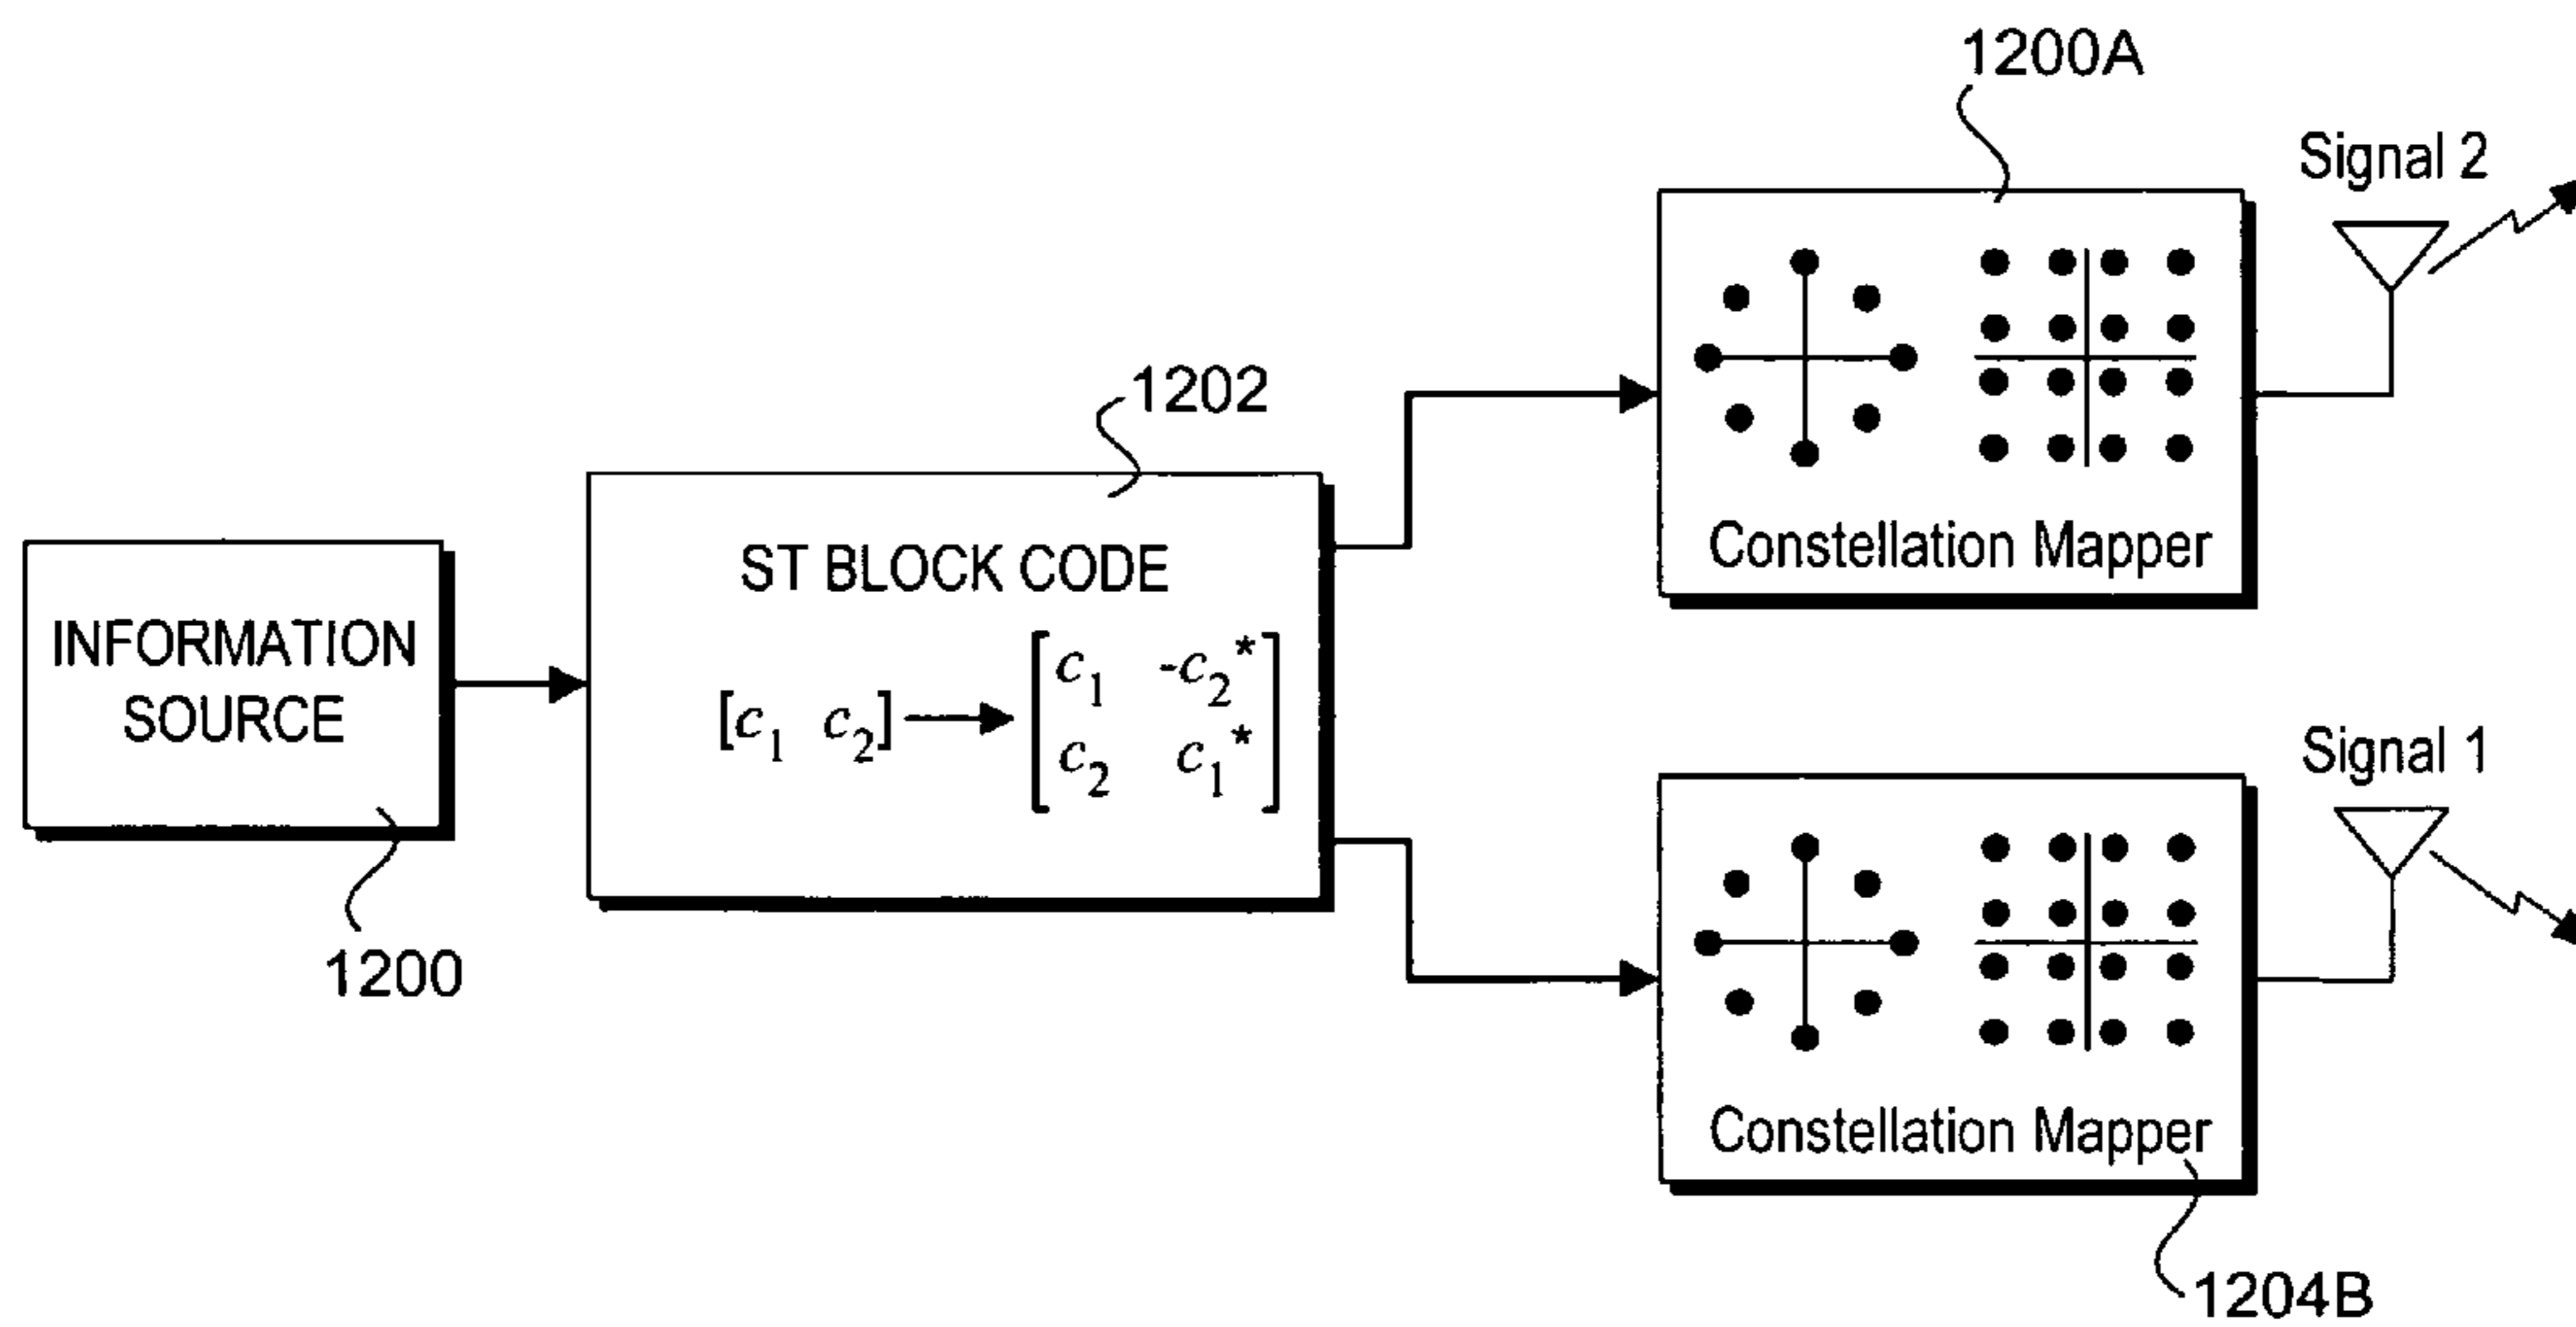 1200A
Signal 2
Constellation Mapper
1202
ST BLOCK CODE
[c₁ c₂] → [c₁ -c₂*
c₂ c₁*]
INFORMATION
SOURCE
1200
Signal 1
Constellation Mapper
1204B